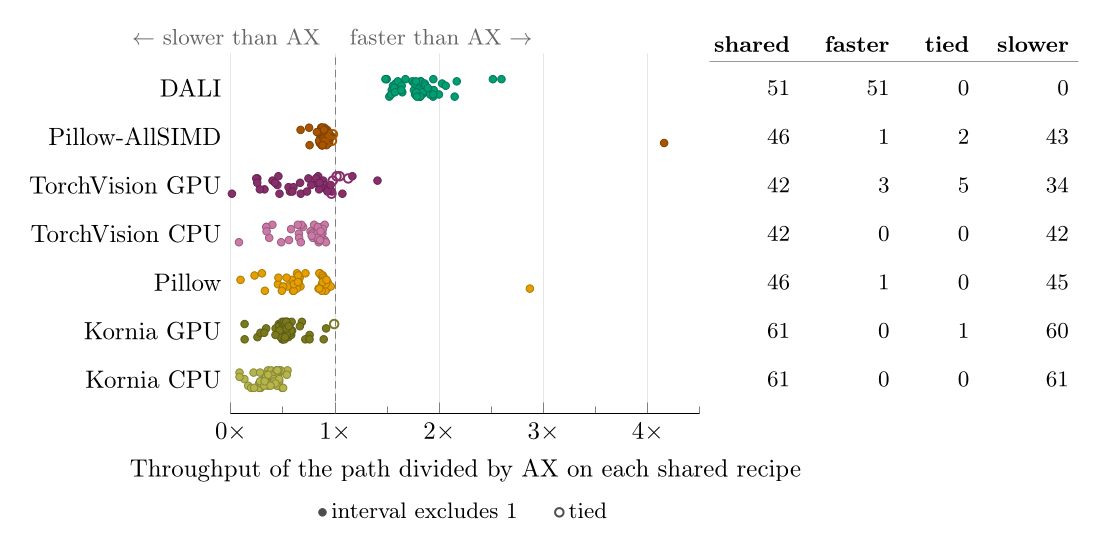 ← slower than AX faster than AX →
shared faster tied slower
DALI 51 51 0 0
Pillow-AllSIMD 46 1 2 43
TorchVision GPU 42 3 5 34
TorchVision CPU 42 0 0 42
Pillow 46 1 0 45
Kornia GPU 61 0 1 60
Kornia CPU 61 0 0 61
0× 1× 2× 3× 4×
Throughput of the path divided by AX on each shared recipe
interval excludes 1 tied